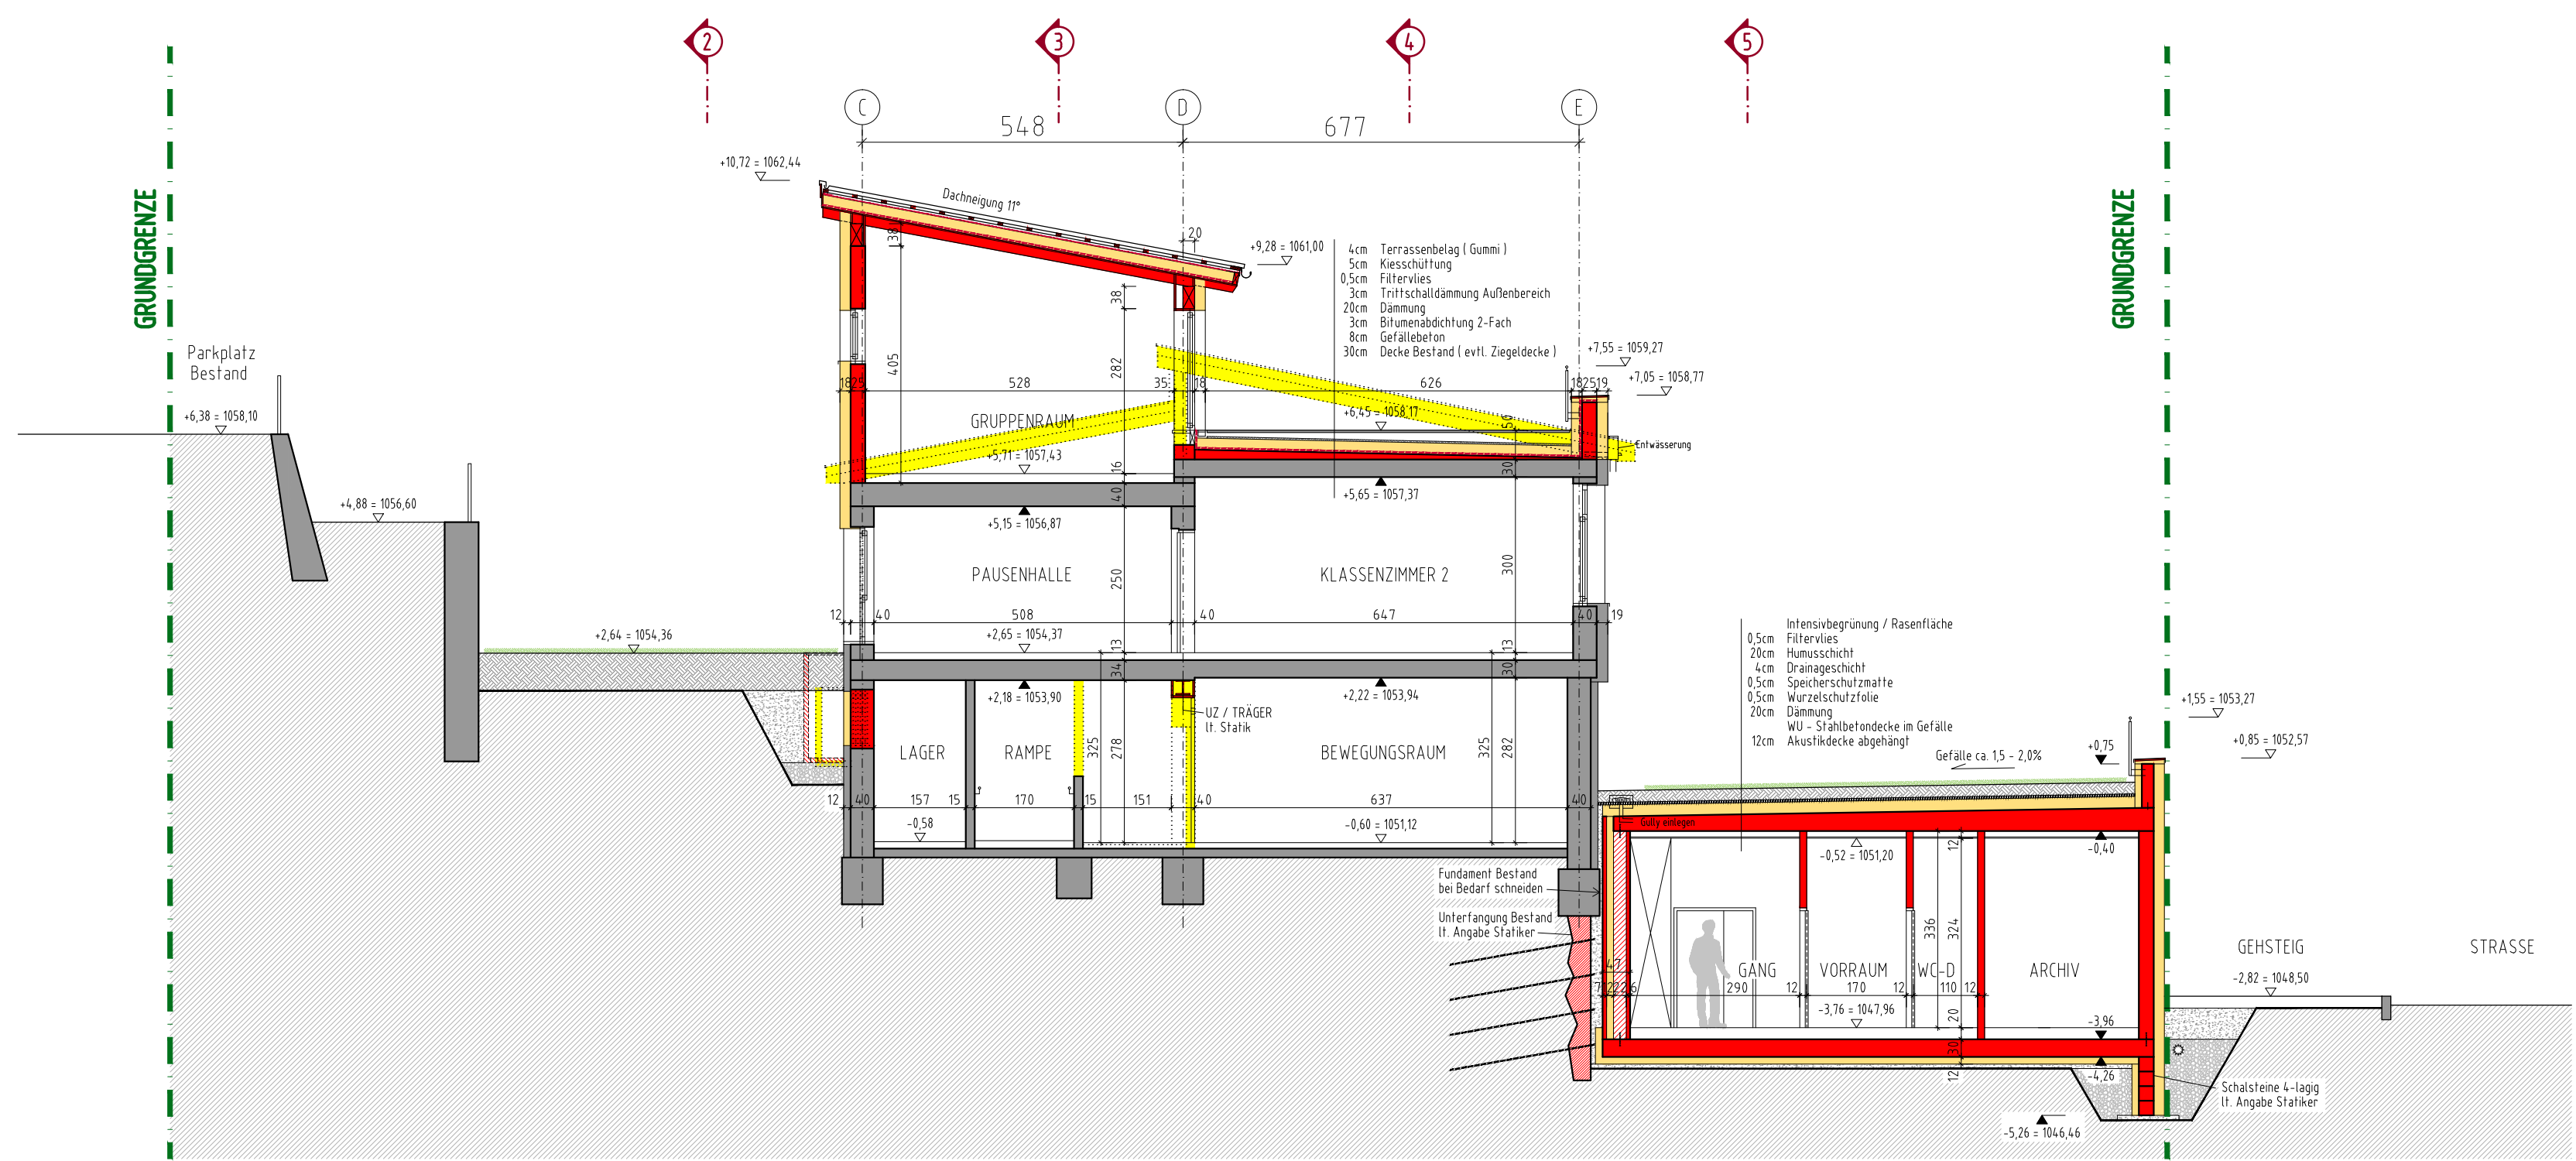 2
3
4
5
C
D
E
548
677
+10,72 = 1062,44
Dachneigung 11°
38
20
+9,28 = 1061,00
4cm Terrassenbelag ( Gummi )
5cm Kiesschüttung
0,5cm Filtervlies
3cm Trittschalldämmung Außenbereich
20cm Dämmung
3cm Bitumenabdichtung 2-Fach
8cm Gefällebeton
30cm Decke Bestand ( evtl. Ziegeldecke )
GRUNDGRENZE
GRUNDGRENZE
Parkplatz
Bestand
+6,38 = 1058,10
+4,88 = 1056,60
+2,64 = 1054,36
38
405
282
+7,55 = 1059,27
+7,05 = 1058,77
18 25
528
35
18
626
18 25 19
GRUPPENRAUM
+6,45 = 1058,17
50
Entwässerung
+5,71 = 1057,43
16
30
40
+5,65 = 1057,37
+5,15 = 1056,87
PAUSENHALLE
250
KLASSENZIMMER 2
300
12
40
508
40
647
40
19
+2,65 = 1054,37
13
13
34
30
+2,18 = 1053,90
+2,22 = 1053,94
UZ / TRÄGER
lt. Statik
LAGER
RAMPE
325
278
BEWEGUNGSRAUM
325
282
12
40
157
15
170
15
151
40
637
40
-0,58
-0,60 = 1051,12
Intensivbegrünung / Rasenfläche
0,5cm Filtervlies
20cm Humusschicht
4cm Drainageschicht
0,5cm Speicherschutzmatte
0,5cm Wurzelschutzfolie
20cm Dämmung
WU - Stahlbetondecke im Gefälle
12cm Akustikdecke abgehängt
Gefälle ca. 1,5 - 2,0%
+0,75
+1,55 = 1053,27
+0,85 = 1052,57
Gully einlegen
Fundament Bestand
bei Bedarf schneiden
Unterfangung Bestand
lt. Angabe Statiker
-0,52 = 1051,20
12
-0,40
336
324
47
GANG
VORRAUM
WC-D
ARCHIV
290
12
170
12
110
12
-3,76 = 1047,96
20
-3,96
30
12
-4,26
-5,26 = 1046,46
GEHSTEIG
-2,82 = 1048,50
STRASSE
Schalsteine 4-lagig
lt. Angabe Statiker